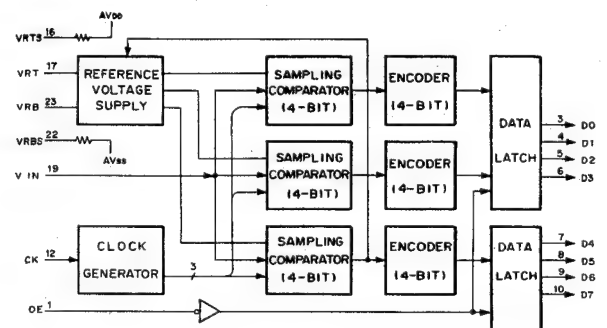 AVDD
VRTS 16
VRT 17
VRB 23
VRBS 22
AVSS
V IN 19
CK 12
OE 1
REFERENCE
VOLTAGE
SUPPLY
CLOCK
GENERATOR
3
SAMPLING
COMPARATOR
(4-BIT)
SAMPLING
COMPARATOR
(4-BIT)
SAMPLING
COMPARATOR
(4-BIT)
ENCODER
(4-BIT)
ENCODER
(4-BIT)
ENCODER
(4-BIT)
DATA
LATCH
3 D0
4 D1
5 D2
6 D3
DATA
LATCH
7 D4
8 D5
9 D6
10 D7